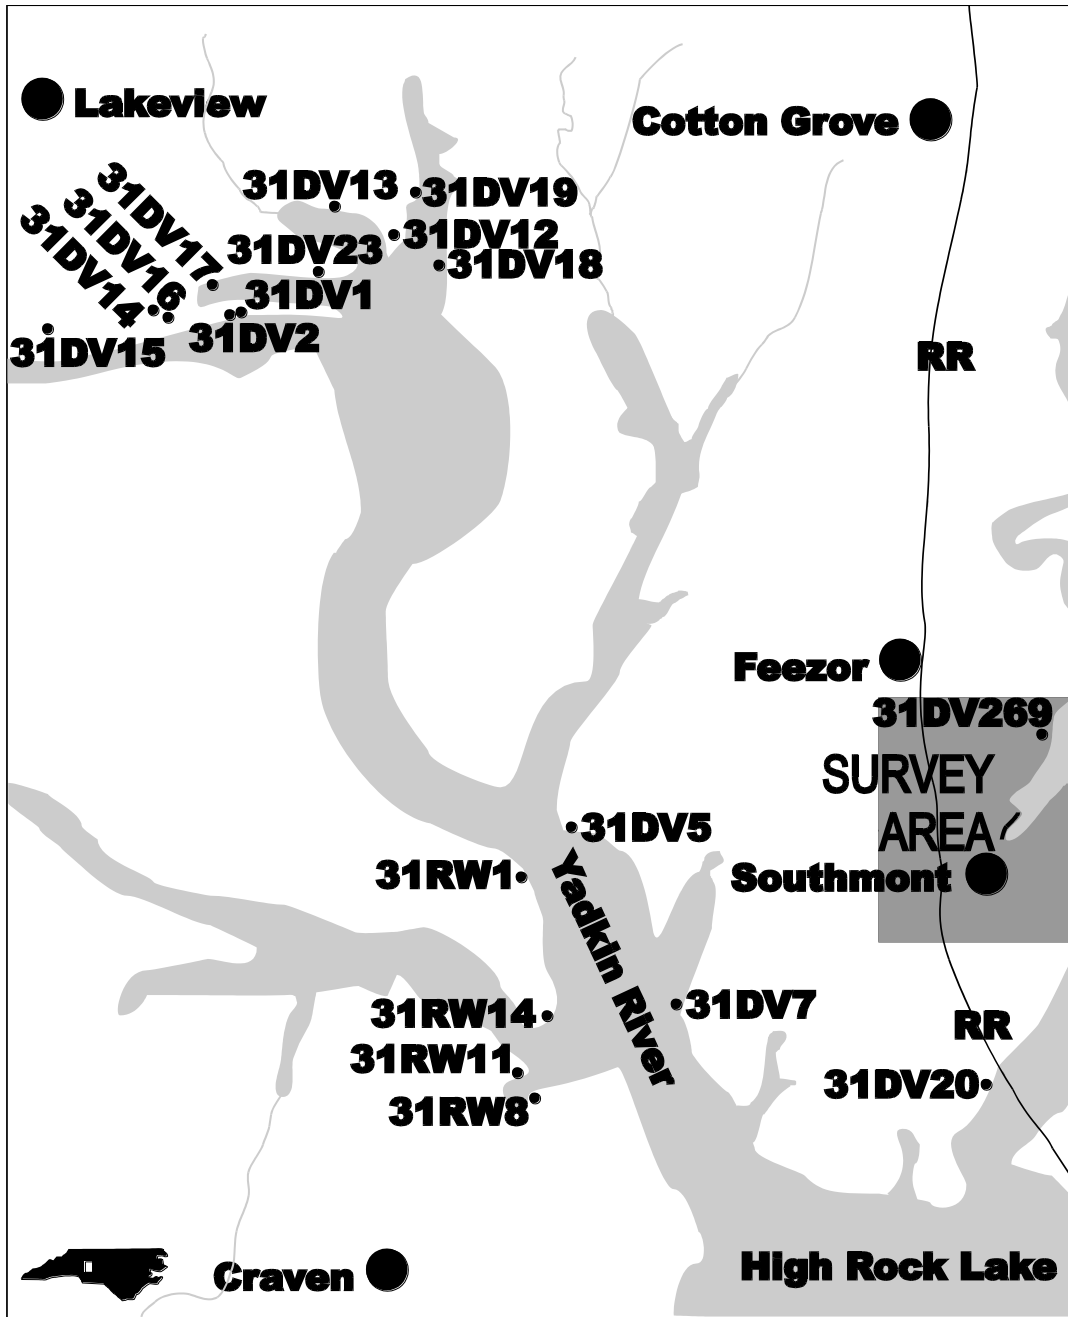 Lakeview
Cotton Grove
31DV17
31DV16
31DV14
31DV13
31DV19
31DV12
31DV23
31DV18
31DV1
31DV2
31DV15
RR
Feezor
31DV269
SURVEY
AREA
31DV5
31RW1
Southmont
Yadkin River
31DV7
31RW14
RR
31RW11
31DV20
31RW8
High Rock Lake
Craven